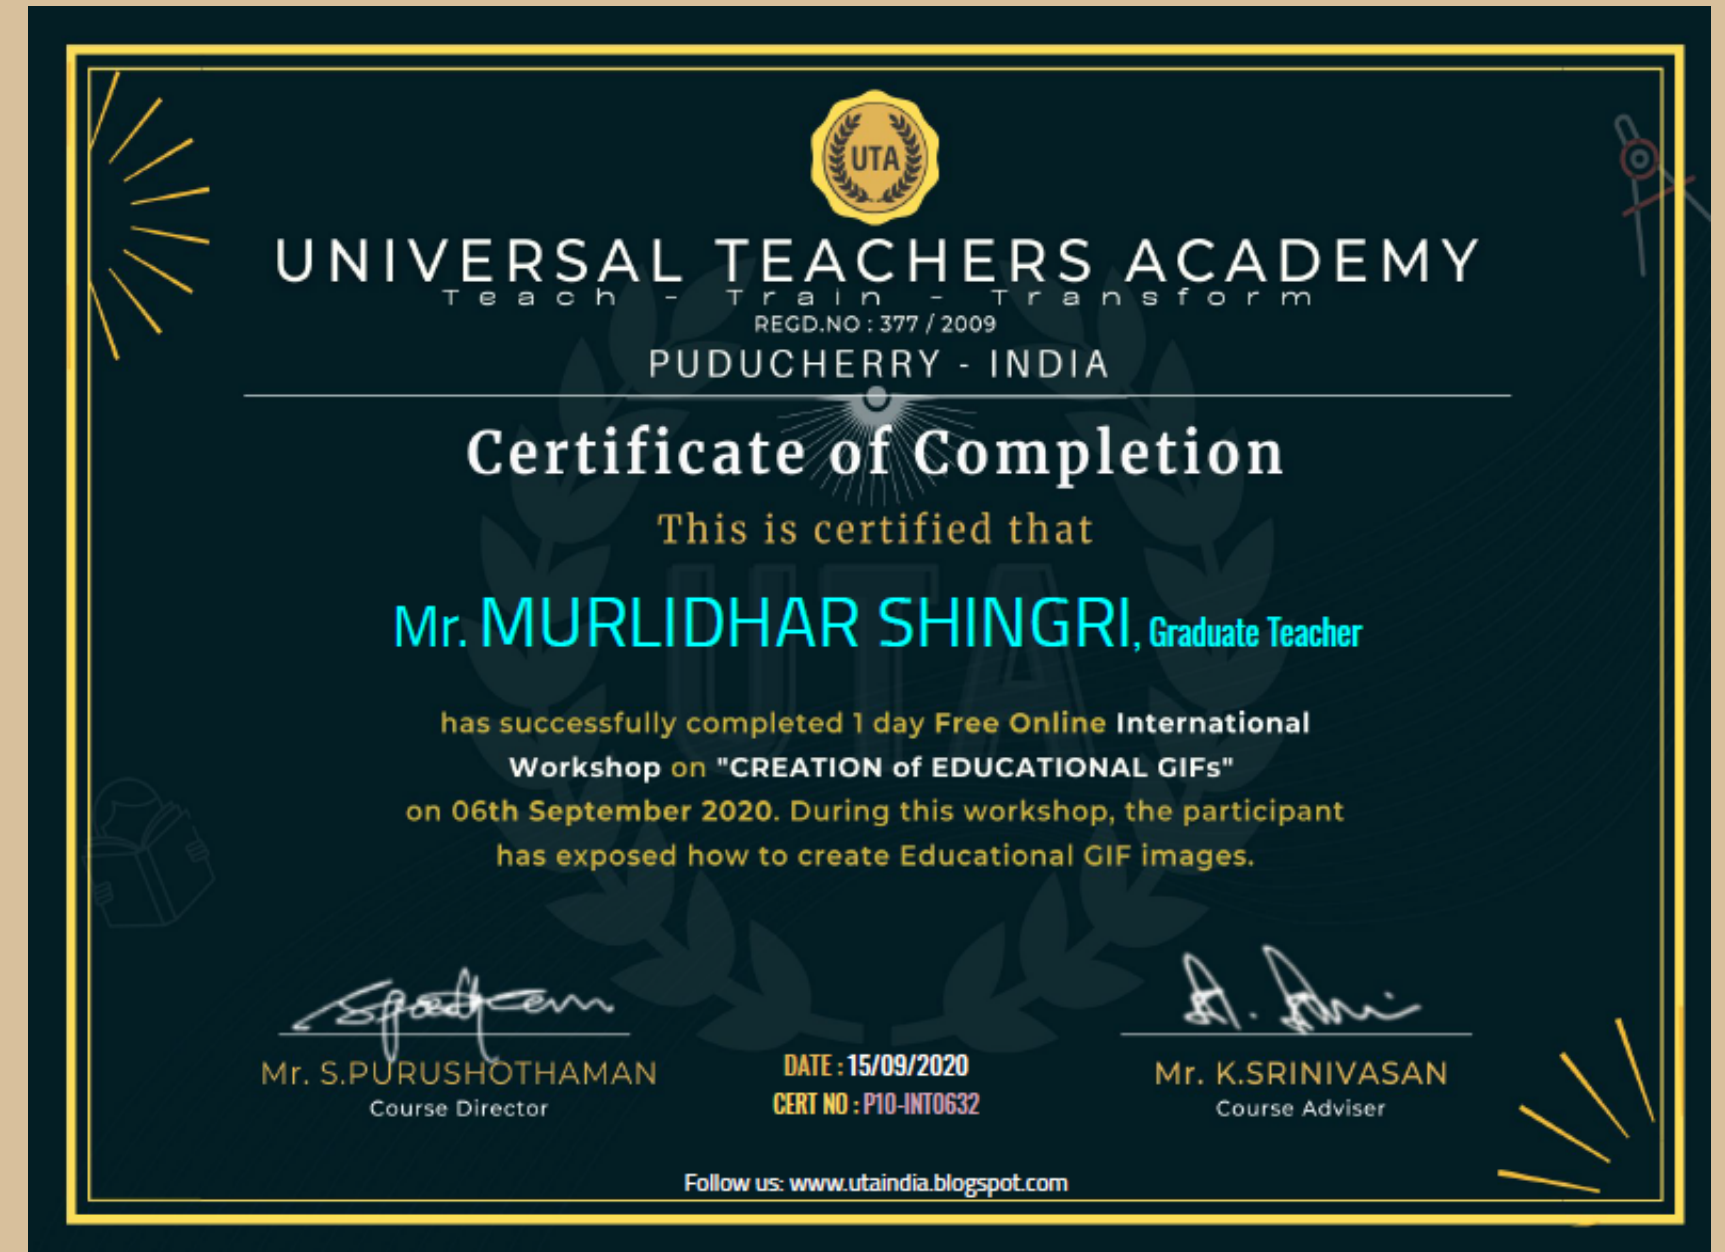 UTA
UNIVERSAL TEACHERS ACADEMY
Teach - Train - Transform
REGD.NO : 377 / 2009
PUDUCHERRY - INDIA
Certificate of Completion
This is certified that
Mr. MURLIDHAR SHINGRI, Graduate Teacher
has successfully completed 1 day Free Online International
Workshop on "CREATION of EDUCATIONAL GIFs"
on 06th September 2020. During this workshop, the participant
has exposed how to create Educational GIF images.
Mr. S.PURUSHOTHAMAN
Course Director
DATE : 15/09/2020
CERT NO : P10-INT0632
Mr. K.SRINIVASAN
Course Adviser
Follow us: www.utaindia.blogspot.com
UTA